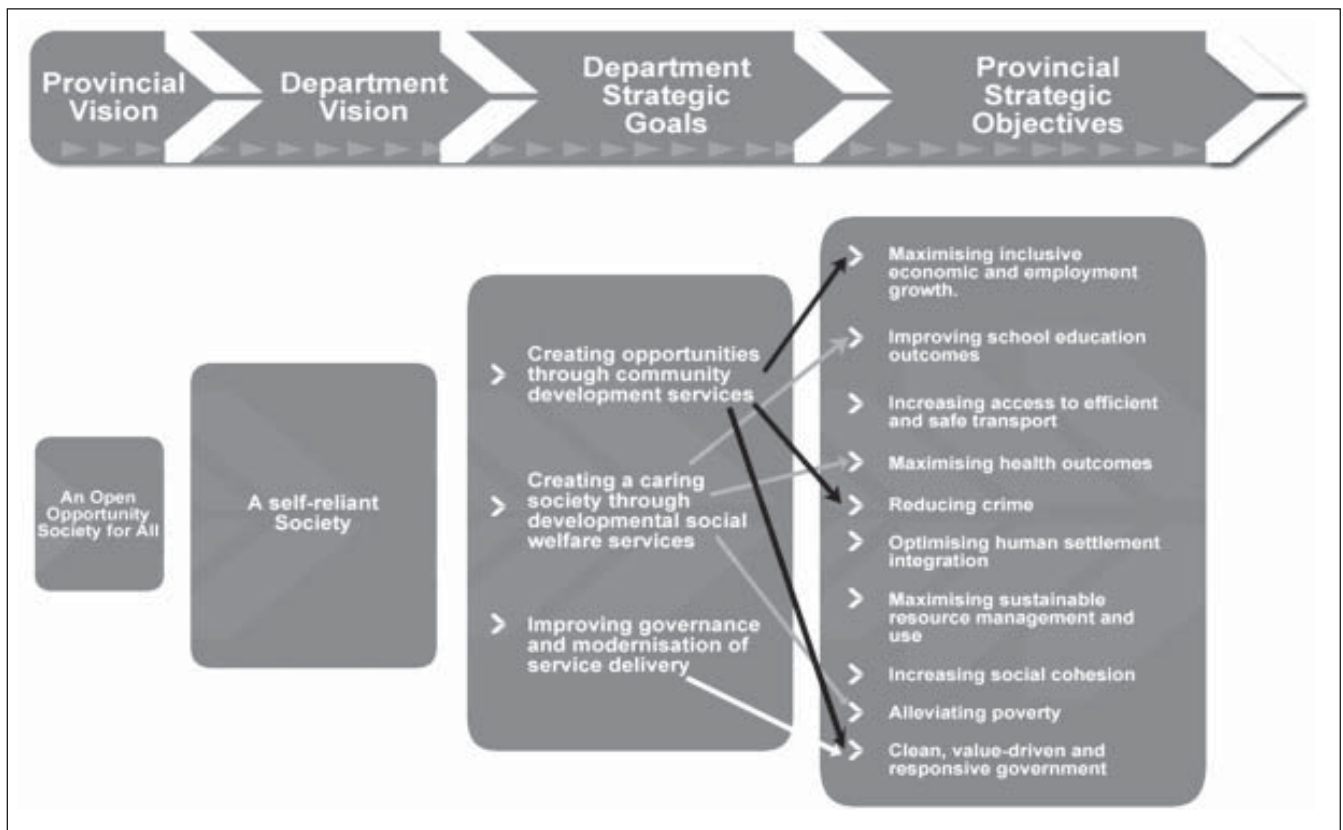 Provincial
Vision
Department
Vision
Department
Strategic
Goals
Provincial
Strategic
Objectives
An Open
Opportunity
Society for All
A self-reliant
Society
Creating opportunities
through community
development services
Creating a caring
society through
developmental social
welfare services
Improving governance
and modernisation of
service delivery
Maximising inclusive
economic and employment
growth.
Improving school education
outcomes
Increasing access to efficient
and safe transport
Maximising health outcomes
Reducing crime
Optimising human settlement
integration
Maximising sustainable
resource management and
use
Increasing social cohesion
Alleviating poverty
Clean, value-driven and
responsive government